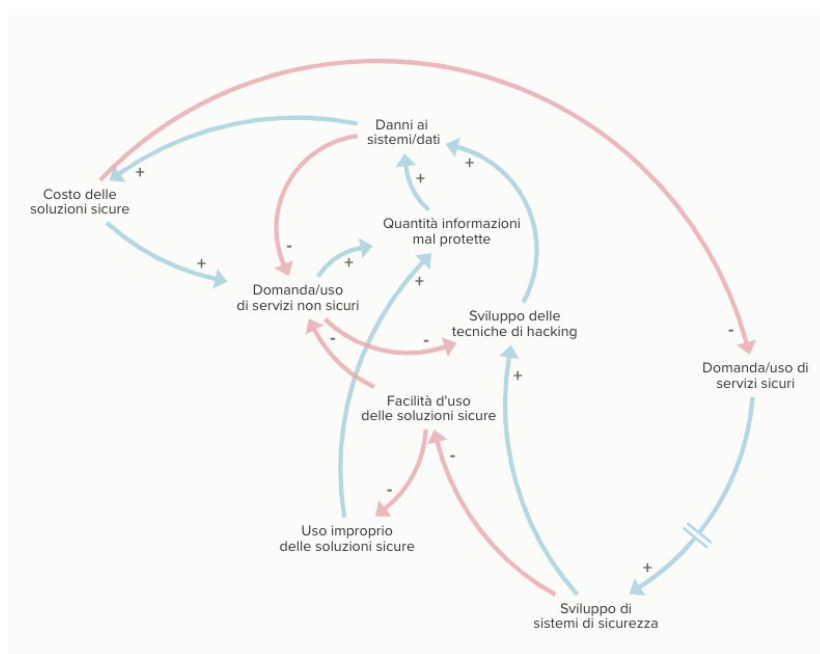 Danni ai
sistemi/dati
+
+
+
Costo delle
soluzioni sicure
Quantità informazioni
mal protette
-
+
+
+
Domanda/uso
di servizi non sicuri
Sviluppo delle
tecniche di hacking
-
-
-
Domanda/uso di
servizi sicuri
+
Facilità d'uso
delle soluzioni sicure
-
-
Uso improprio
delle soluzioni sicure
+
Sviluppo di
sistemi di sicurezza